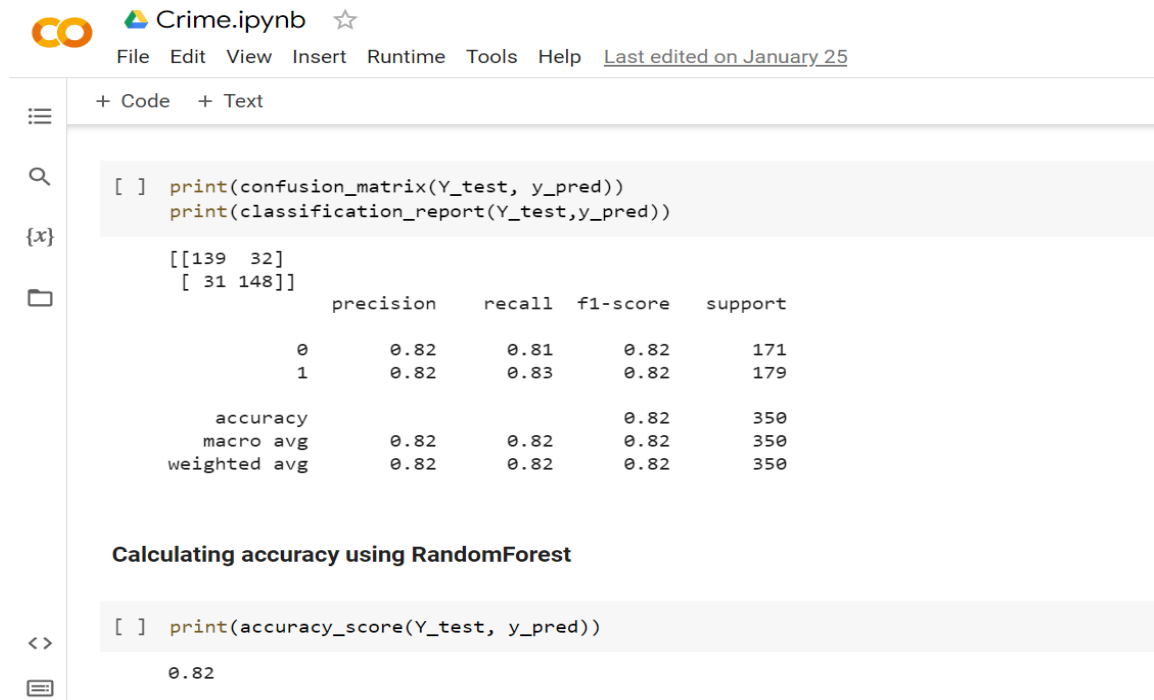 Crime.ipynb
File Edit View Insert Runtime Tools Help Last edited on January 25
+ Code + Text
[ ] print(confusion_matrix(Y_test, y_pred))
print(classification_report(Y_test,y_pred))
{x}
[[139 32]
[ 31 148]]
precision recall f1-score support
0 0.82 0.81 0.82 171
1 0.82 0.83 0.82 179
accuracy 0.82 350
macro avg 0.82 0.82 0.82 350
weighted avg 0.82 0.82 0.82 350
Calculating accuracy using RandomForest
[ ] print(accuracy_score(Y_test, y_pred))
<>
0.82